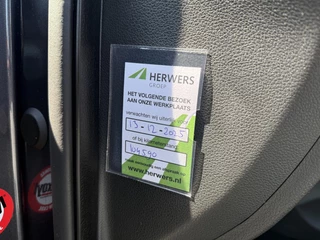 HERWERS
GROEP
HET VOLGENDE BEZOEK
AAN ONZE WERKPLAATS
verwachten wij uiterlijk
13-12-2025
of bij kilometerstand
104590
www.herwers.nl